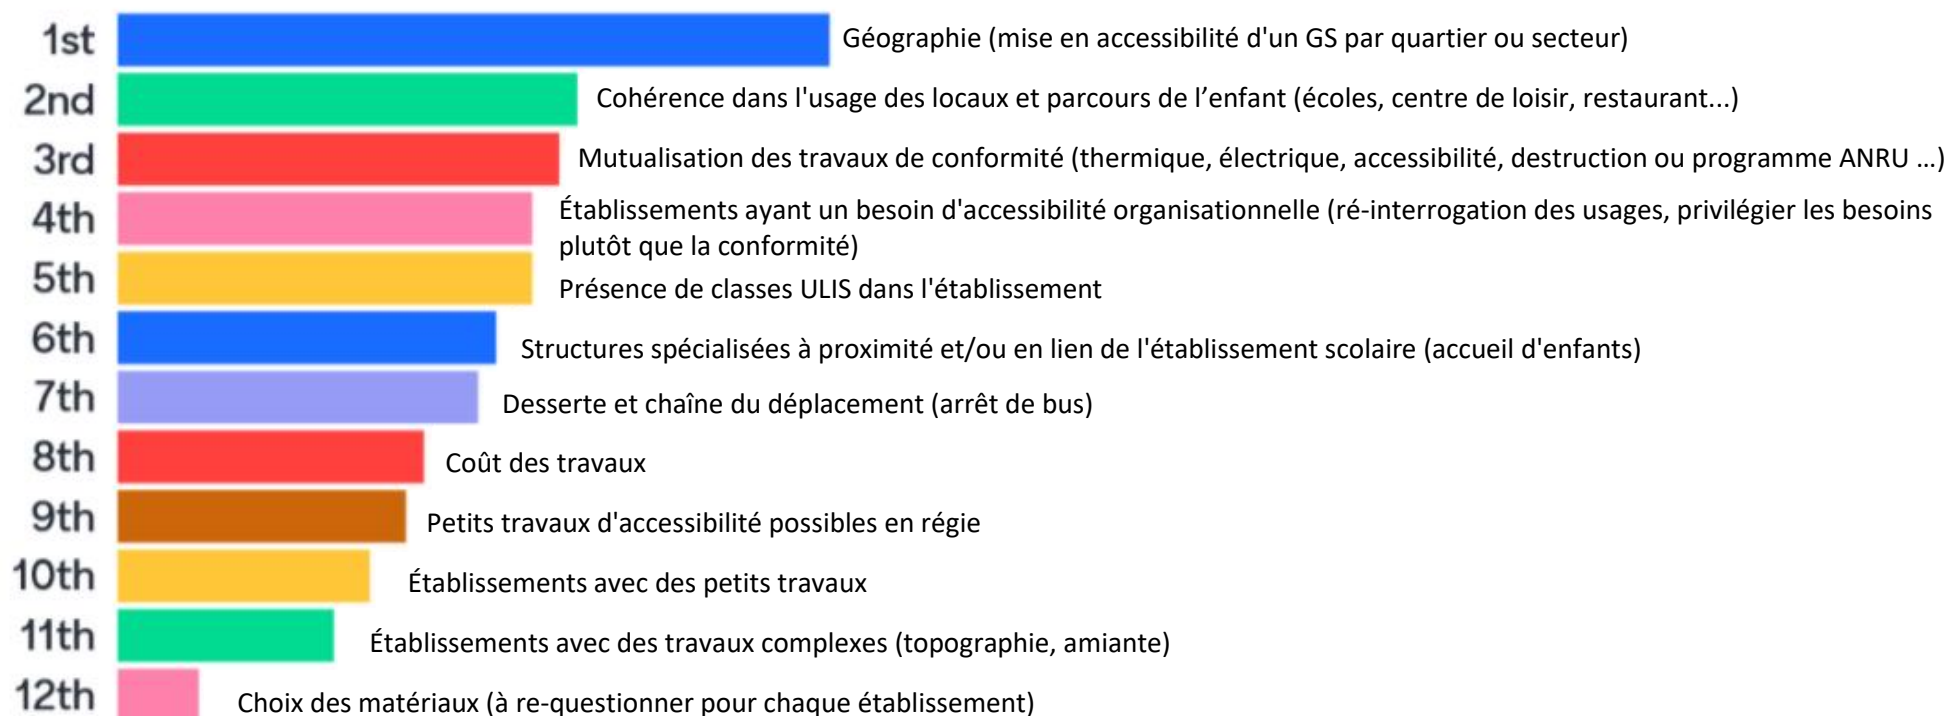 1st Géographie (mise en accessibilité d'un GS par quartier ou secteur)
2nd Cohérence dans l'usage des locaux et parcours de l’enfant (écoles, centre de loisir, restaurant...)
3rd Mutualisation des travaux de conformité (thermique, électrique, accessibilité, destruction ou programme ANRU ...)
4th Établissements ayant un besoin d'accessibilité organisationnelle (ré-interrogation des usages, privilégier les besoins
plutôt que la conformité)
5th Présence de classes ULIS dans l'établissement
6th Structures spécialisées à proximité et/ou en lien de l'établissement scolaire (accueil d'enfants)
7th Desserte et chaîne du déplacement (arrêt de bus)
8th Coût des travaux
9th Petits travaux d'accessibilité possibles en régie
10th Établissements avec des petits travaux
11th Établissements avec des travaux complexes (topographie, amiante)
12th Choix des matériaux (à re-questionner pour chaque établissement)